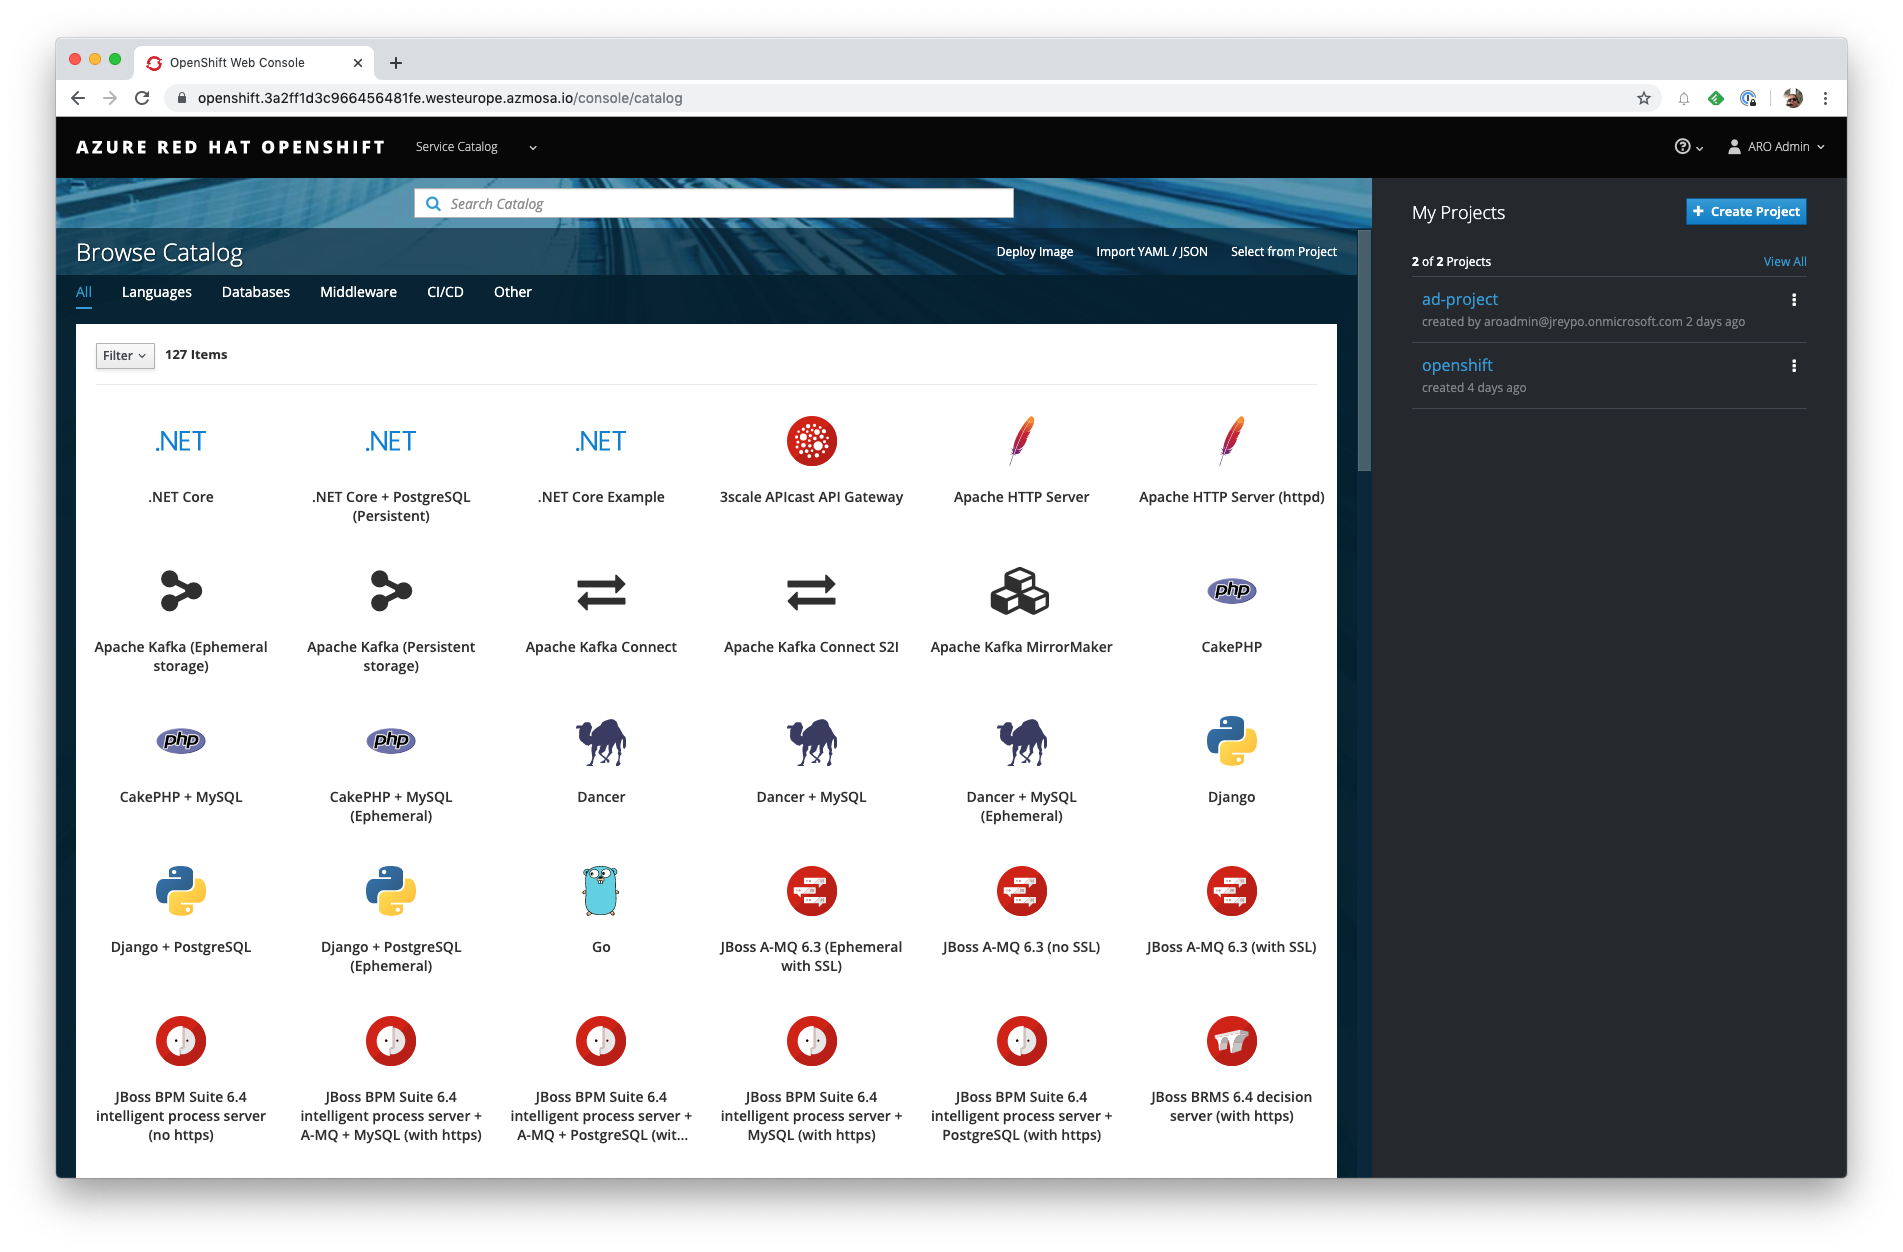 OpenShift Web Console
openshift.3a2ff1d3c966456481fe.westeurope.azmosa.io/console/catalog
AZURE RED HAT OPENSHIFT
Service Catalog
ARO Admin
Search Catalog
Browse Catalog
Deploy Image
Import YAML / JSON
Select from Project
All
Languages
Databases
Middleware
CI/CD
Other
Filter
127 Items
.NET
.NET Core
.NET
.NET Core + PostgreSQL
(Persistent)
.NET
.NET Core Example
3scale APIcast API Gateway
Apache HTTP Server
Apache HTTP Server (httpd)
Apache Kafka (Ephemeral
storage)
Apache Kafka (Persistent
storage)
Apache Kafka Connect
Apache Kafka Connect S2I
Apache Kafka MirrorMaker
php
CakePHP
php
CakePHP + MySQL
php
CakePHP + MySQL
(Ephemeral)
Dancer
Dancer + MySQL
Dancer + MySQL
(Ephemeral)
Django
Django + PostgreSQL
Django + PostgreSQL
(Ephemeral)
Go
JBoss A-MQ 6.3 (Ephemeral
with SSL)
JBoss A-MQ 6.3 (no SSL)
JBoss A-MQ 6.3 (with SSL)
JBoss BPM Suite 6.4
intelligent process server
(no https)
JBoss BPM Suite 6.4
intelligent process server +
A-MQ + MySQL (with https)
JBoss BPM Suite 6.4
intelligent process server +
A-MQ + PostgreSQL (wit...
JBoss BPM Suite 6.4
intelligent process server +
MySQL (with https)
JBoss BPM Suite 6.4
intelligent process server +
PostgreSQL (with https)
JBoss BRMS 6.4 decision
server (with https)
My Projects
+ Create Project
2 of 2 Projects
View All
ad-project
created by aroadmin@jreypo.onmicrosoft.com 2 days ago
openshift
created 4 days ago